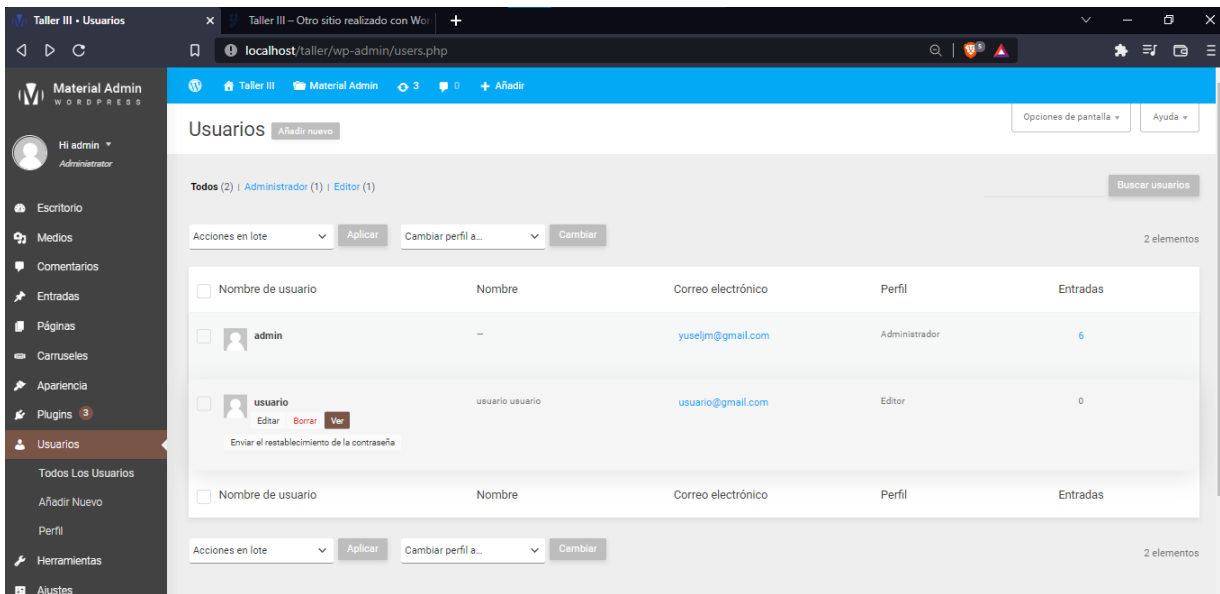 Taller III • Usuarios
Taller III – Otro sitio realizado con Wor
localhost/taller/wp-admin/users.php
5
Material Admin
WORDPRESS
Taller III
Material Admin
3
0
Añadir
Hi admin
Administrator
Escritorio
Medios
Comentarios
Entradas
Páginas
Carruseles
Apariencia
Plugins 3
Usuarios
Todos Los Usuarios
Añadir Nuevo
Perfil
Herramientas
Ajustes
Usuarios Añadir nuevo
Opciones de pantalla
Ayuda
Todos (2) | Administrador (1) | Editor (1)
Buscar usuarios
Acciones en lote Aplicar Cambiar perfil a... Cambiar 2 elementos
Nombre de usuario Nombre Correo electrónico Perfil Entradas
admin — yuseljm@gmail.com Administrador 6
usuario usuario usuario usuario@gmail.com Editor 0
Editar Borrar Ver
Enviar el restablecimiento de la contraseña
Nombre de usuario Nombre Correo electrónico Perfil Entradas
Acciones en lote Aplicar Cambiar perfil a... Cambiar 2 elementos